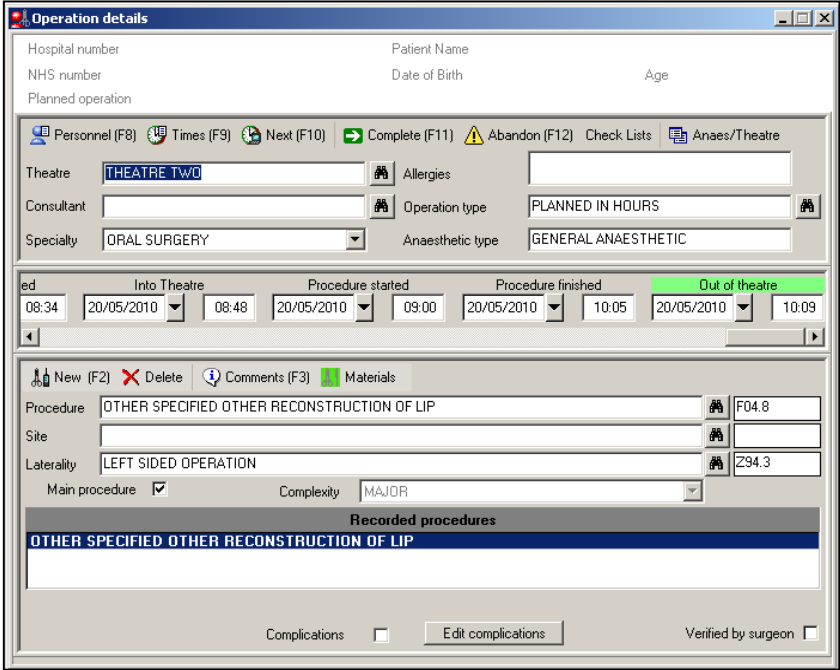 Operation details
Hospital number Patient Name
NHS number Date of Birth Age
Planned operation
Personnel (F8) Times (F9) Next (F10) Complete (F11) Abandon (F12) Check Lists Anaes/Theatre
Theatre THEATRE TWO Allergies
Consultant Operation type PLANNED IN HOURS
Specialty ORAL SURGERY Anaesthetic type GENERAL ANAESTHETIC
ed Into Theatre Procedure started Procedure finished Out of theatre
08:34 20/05/2010 08:48 20/05/2010 09:00 20/05/2010 10:05 20/05/2010 10:09
New (F2) Delete Comments (F3) Materials
Procedure OTHER SPECIFIED OTHER RECONSTRUCTION OF LIP F04.8
Site
Laterality LEFT SIDED OPERATION Z94.3
Main procedure Complexity MAJOR
Recorded procedures
OTHER SPECIFIED OTHER RECONSTRUCTION OF LIP
Complications Edit complications Verified by surgeon